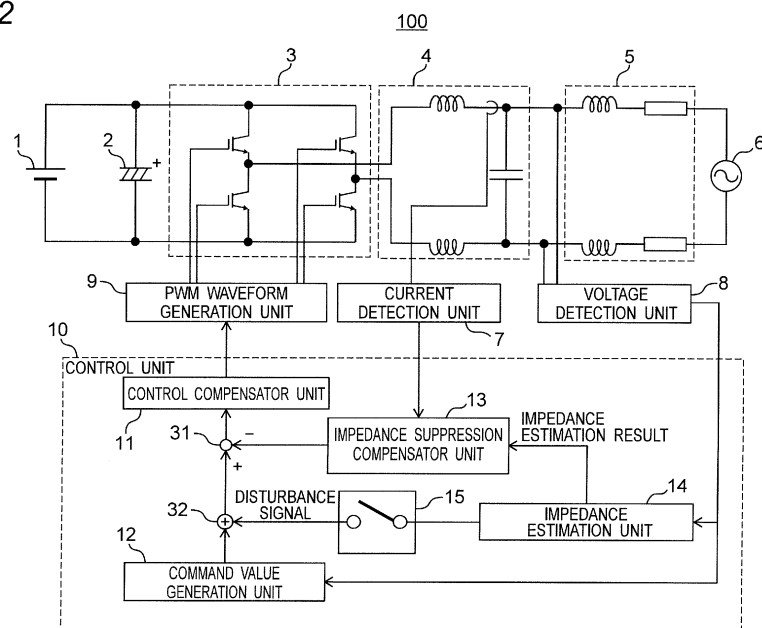 2
100
3
4
5
1
2
+
6
9
PWM WAVEFORM
GENERATION UNIT
CURRENT
DETECTION UNIT
7
VOLTAGE
DETECTION UNIT
8
10
CONTROL UNIT
CONTROL COMPENSATOR UNIT
11
31
−
+
13
IMPEDANCE SUPPRESSION
COMPENSATOR UNIT
IMPEDANCE
ESTIMATION RESULT
32
+
DISTURBANCE
SIGNAL
15
14
IMPEDANCE
ESTIMATION UNIT
12
COMMAND VALUE
GENERATION UNIT